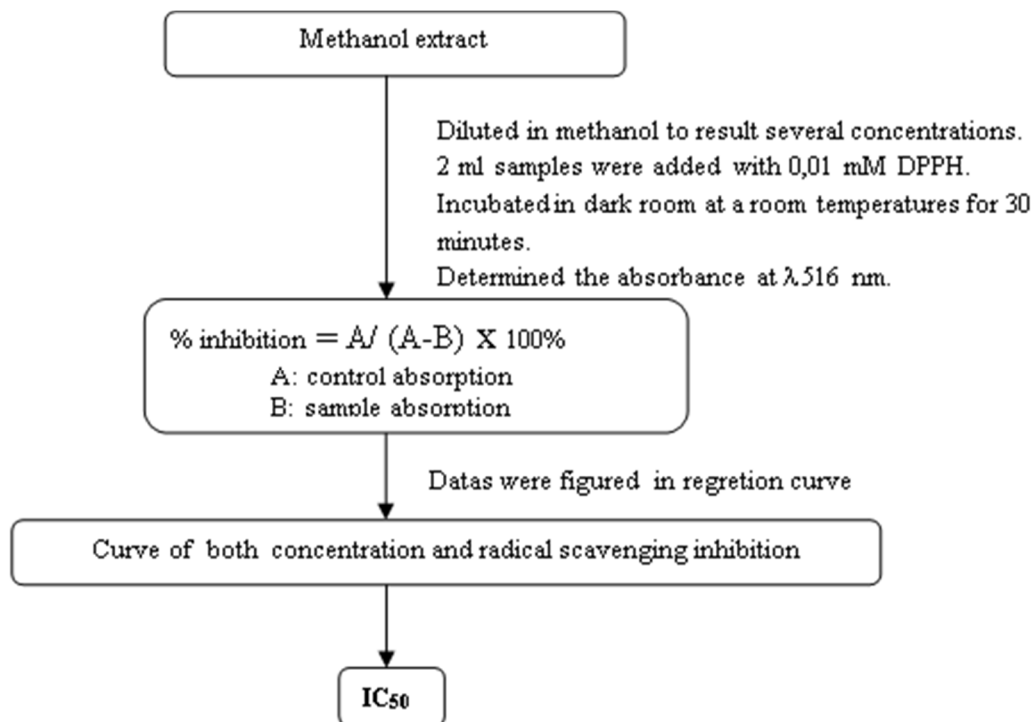 Methanol extract
Diluted in methanol to result several concentrations.
2 ml samples were added with 0,01 mM DPPH.
Incubated in dark room at a room temperatures for 30
minutes.
Determined the absorbance at λ516 nm.
% inhibition = A/ (A-B) X 100%
A: control absorption
B: sample absorption
Datas were figured in regretion curve
Curve of both concentration and radical scavenging inhibition
IC50